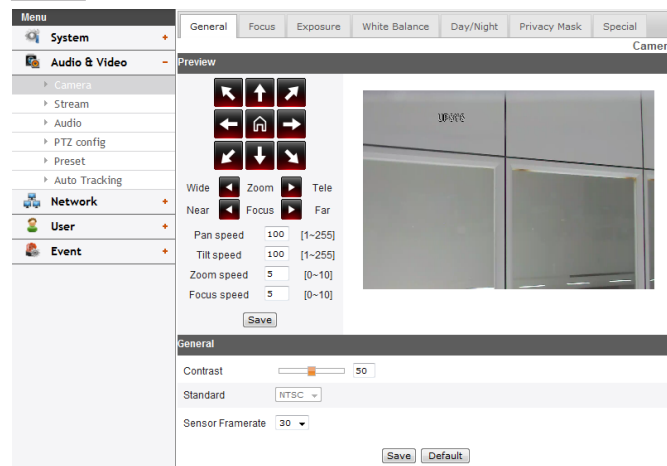 Menu
System +
Audio & Video -
Camera
Stream
Audio
PTZ config
Preset
Auto Tracking
Network +
User +
Event +
General Focus Exposure White Balance Day/Night Privacy Mask Special
Camer
Preview
Wide Zoom Tele
Near Focus Far
Pan speed 100 [1~255]
Tilt speed 100 [1~255]
Zoom speed 5 [0~10]
Focus speed 5 [0~10]
Save
General
Contrast 50
Standard NTSC
Sensor Framerate 30
Save Default